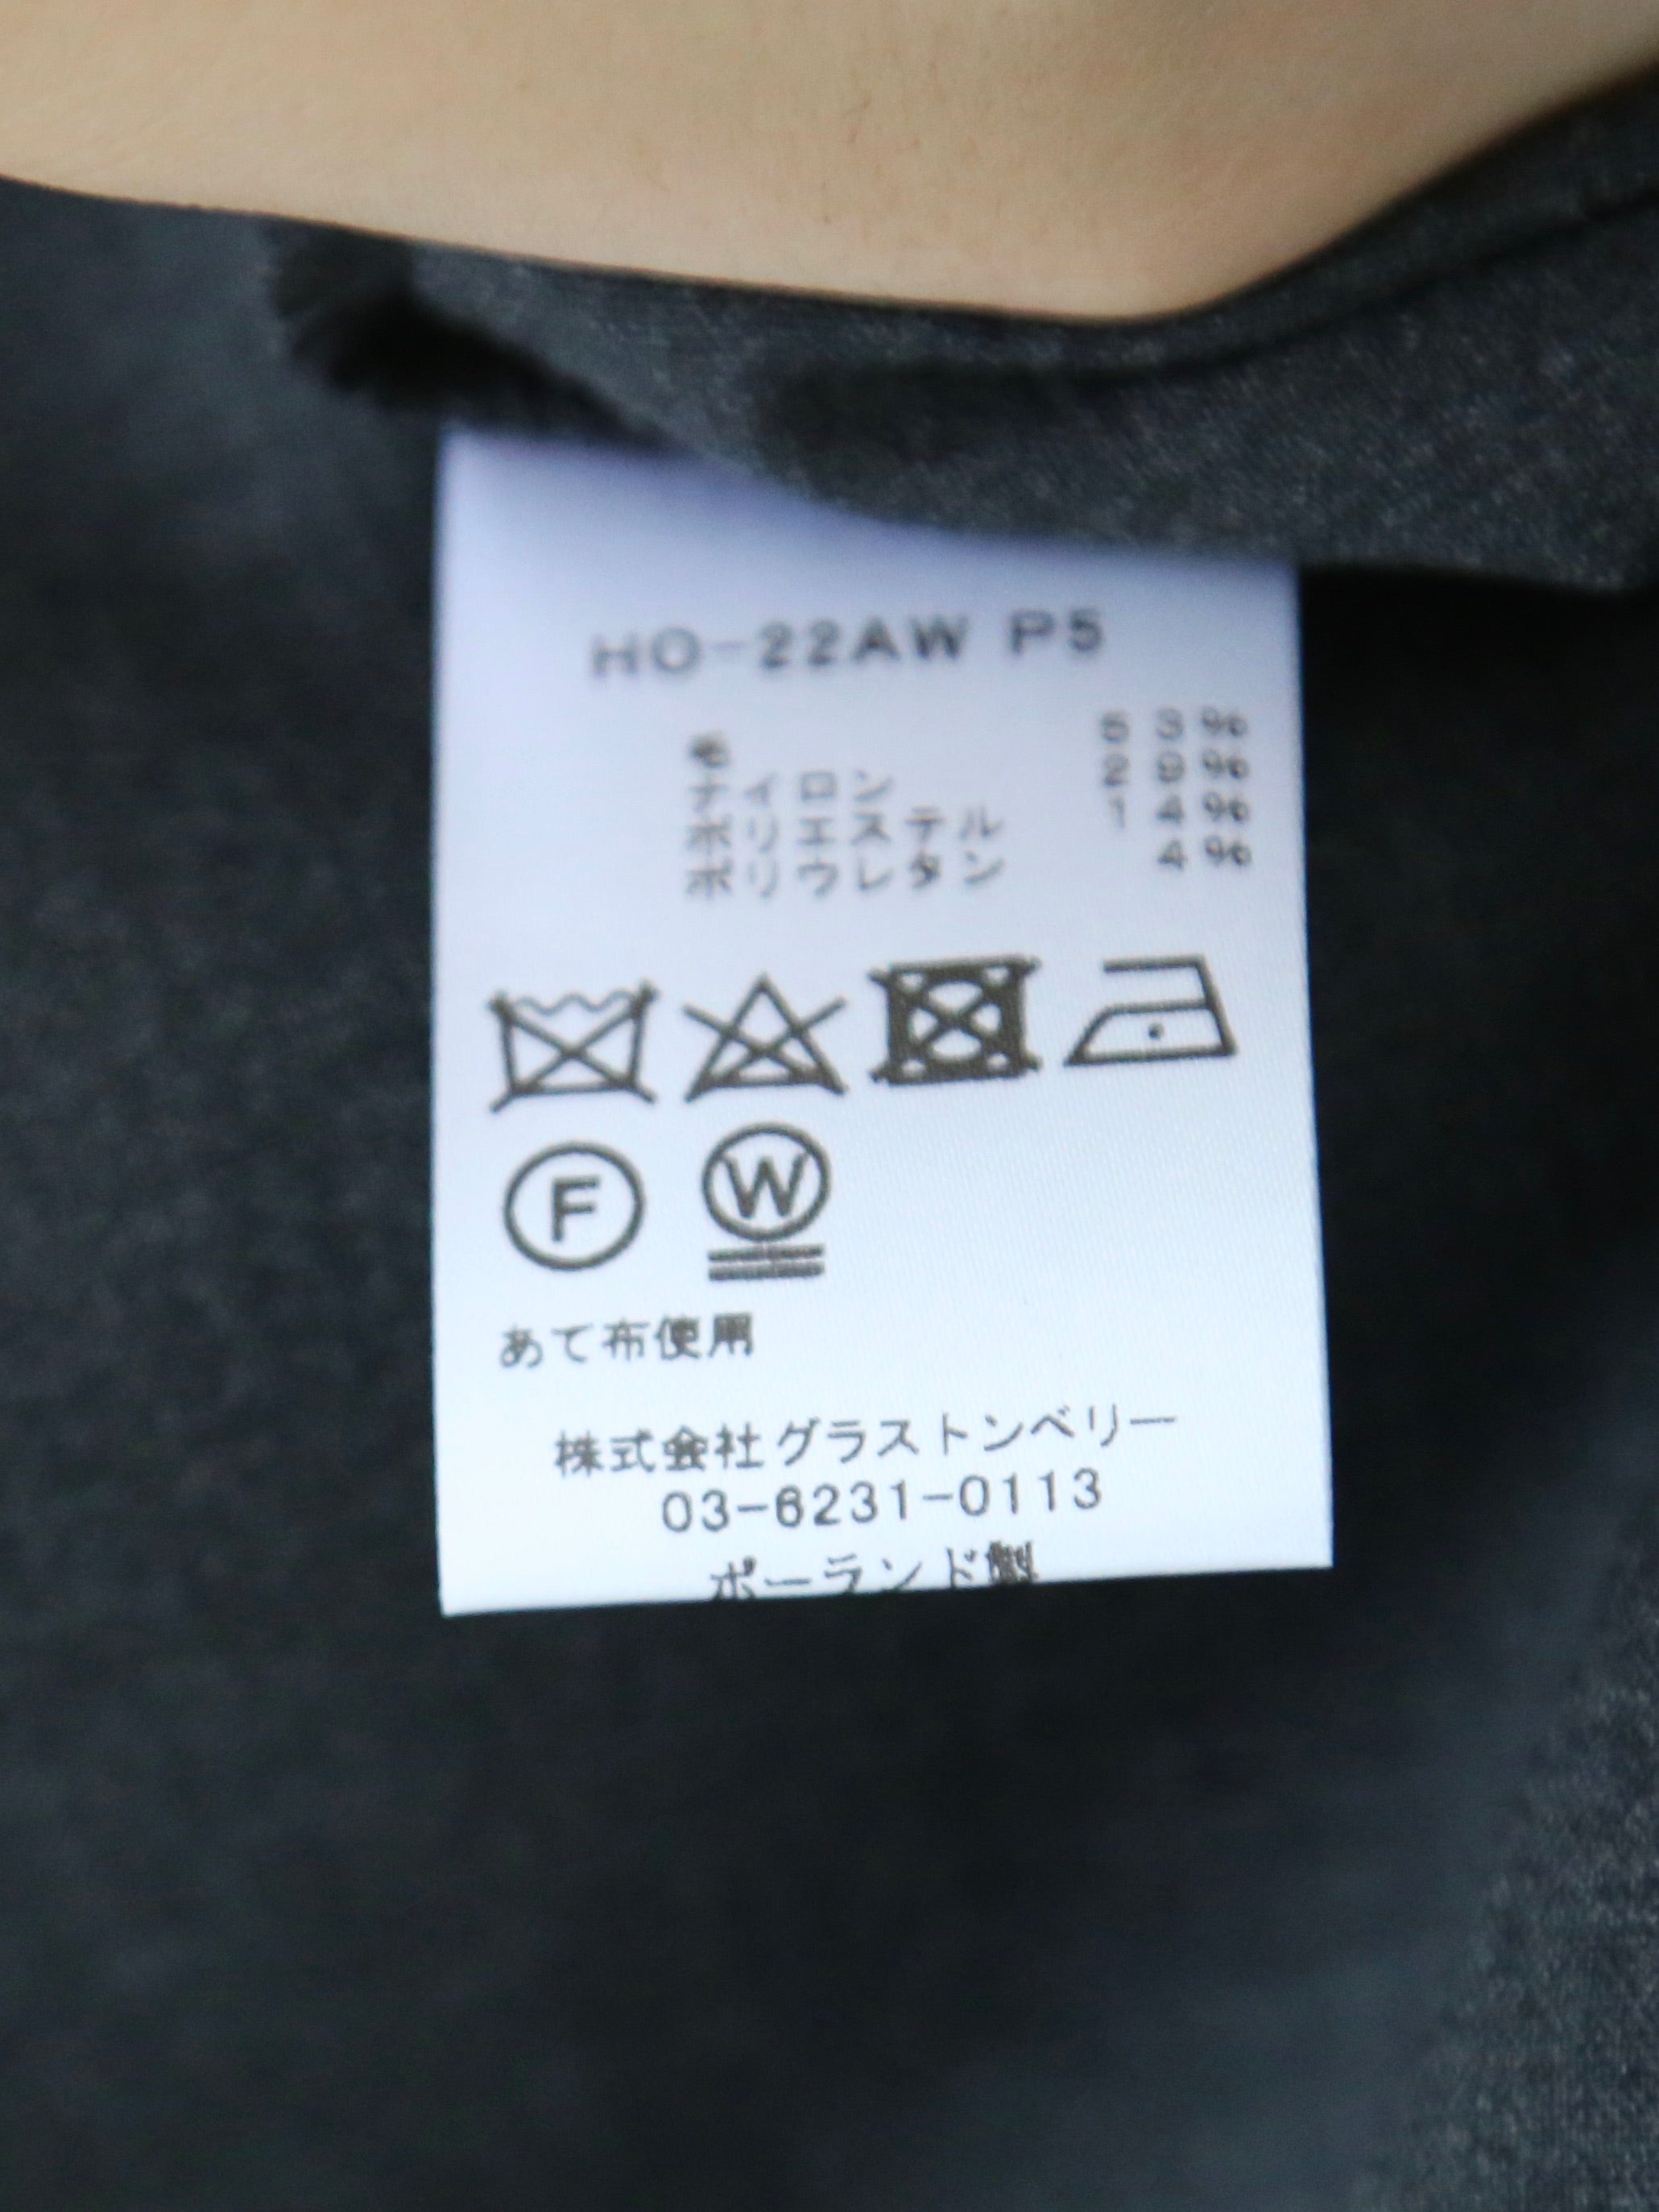 HO-22AW P5
毛 53%
ナイロン 29%
ポリエステル 14%
ポリウレタン 4%
F W
あて布使用
株式会社グラストンベリー
03-6231-0113
ポーランド製